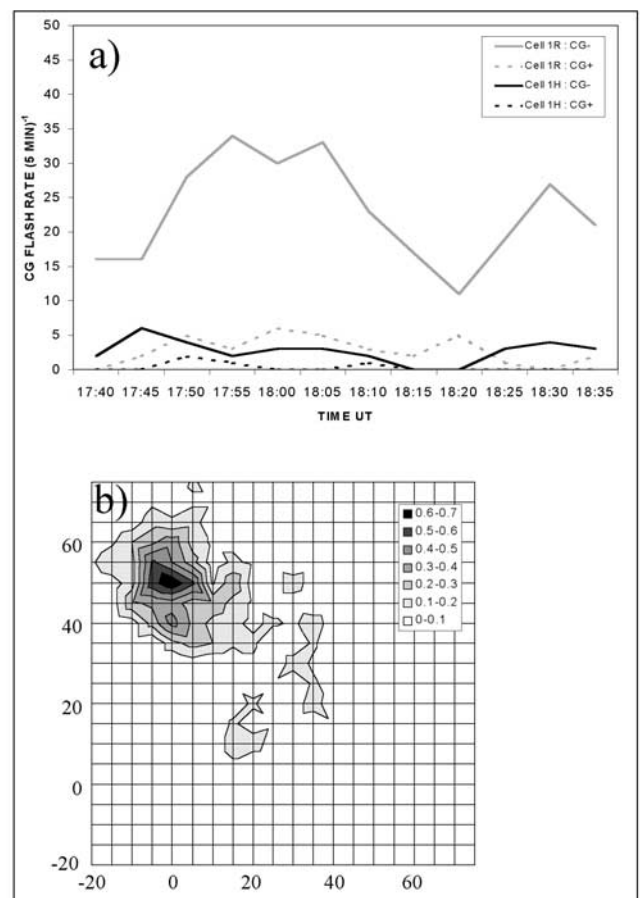 a)
50
45
40
35
30
25
20
15
10
5
0
CG FLASH RATE (5 MIN)-1
Cell 1R : CG-
Cell 1R : CG+
Cell 1H : CG-
Cell 1H : CG+
17:40 17:45 17:50 17:55 18:00 18:05 18:10 18:15 18:20 18:25 18:30 18:35
TIME UT
b)
0.6-0.7
0.5-0.6
0.4-0.5
0.3-0.4
0.2-0.3
0.1-0.2
0-0.1
60
40
20
0
-20
-20 0 20 40 60